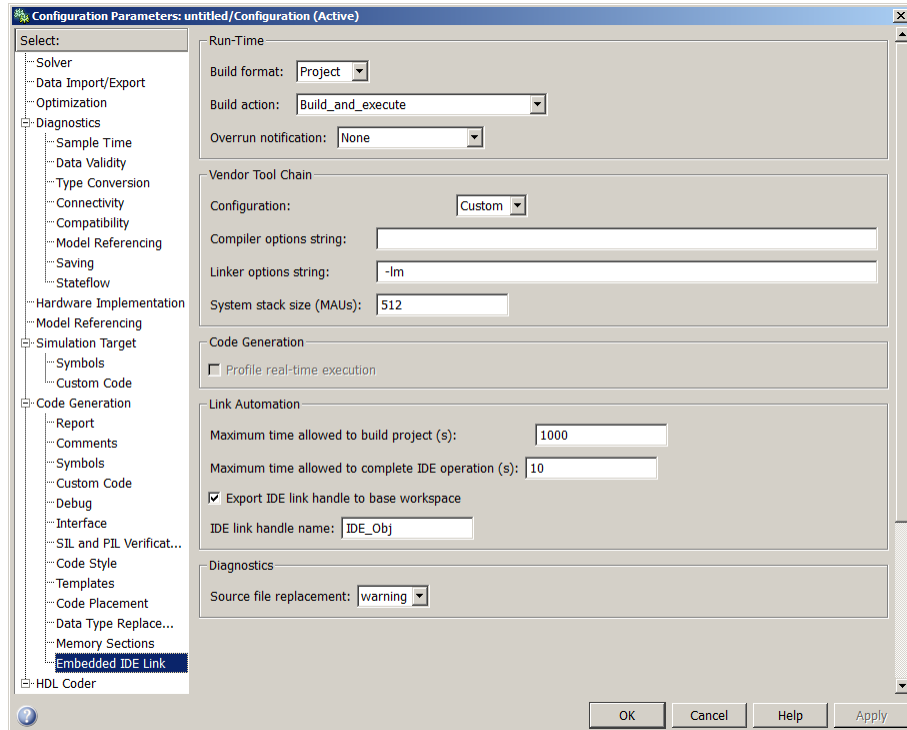 Configuration Parameters: untitled/Configuration (Active)
Select:
Solver
Data Import/Export
Optimization
Diagnostics
Sample Time
Data Validity
Type Conversion
Connectivity
Compatibility
Model Referencing
Saving
Stateflow
Hardware Implementation
Model Referencing
Simulation Target
Symbols
Custom Code
Code Generation
Report
Comments
Symbols
Custom Code
Debug
Interface
SIL and PIL Verificat...
Code Style
Templates
Code Placement
Data Type Replace...
Memory Sections
Embedded IDE Link
HDL Coder
Run-Time
Build format: Project
Build action: Build_and_execute
Overrun notification: None
Vendor Tool Chain
Configuration: Custom
Compiler options string:
Linker options string: -lm
System stack size (MAUs): 512
Code Generation
Profile real-time execution
Link Automation
Maximum time allowed to build project (s): 1000
Maximum time allowed to complete IDE operation (s): 10
Export IDE link handle to base workspace
IDE link handle name: IDE_Obj
Diagnostics
Source file replacement: warning
OK Cancel Help Apply